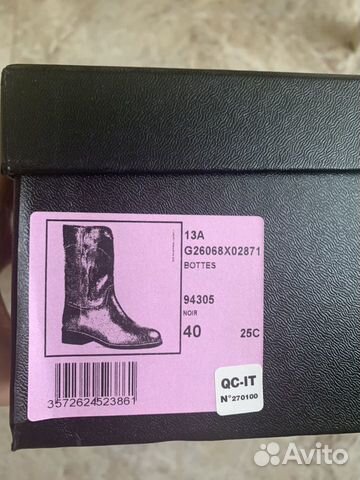 13A
G26068X02871
BOTTES
94305
NOIR
40 25C
QC-IT
N°270100
3572624523861
Avito